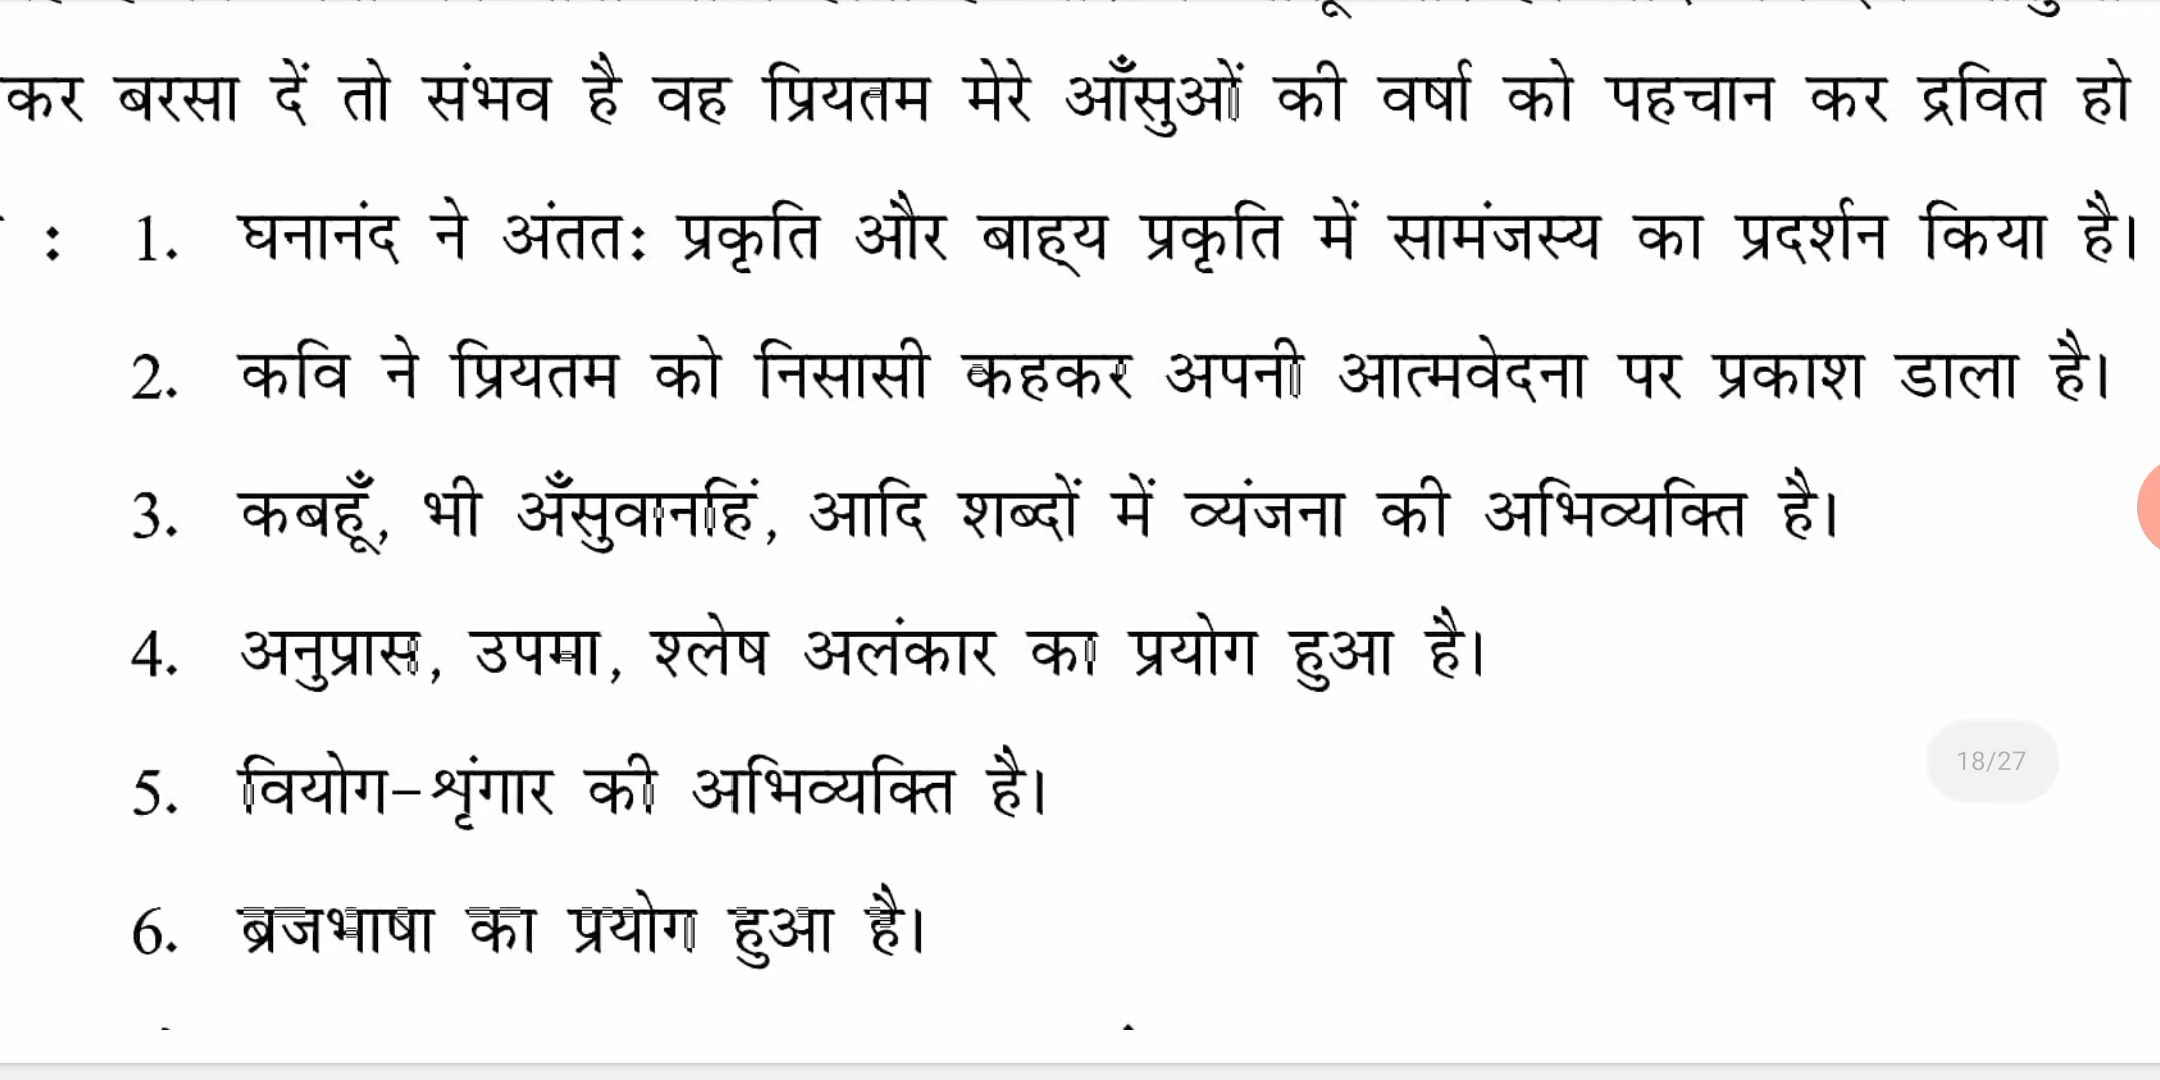 कर बरसा दें तो संभव है वह प्रियतम मेरे आँसुओं की वर्षा को पहचान कर द्रवित हो
: 1. घनानंद ने अंततः प्रकृति और बाह्य प्रकृति में सामंजस्य का प्रदर्शन किया है।
2. कवि ने प्रियतम को निसासी कहकर अपनी आत्मवेदना पर प्रकाश डाला है।
3. कबहूँ, भी अँसुवानहिं, आदि शब्दों में व्यंजना की अभिव्यक्ति है।
4. अनुप्रास, उपमा, श्लेष अलंकार का प्रयोग हुआ है।
5. वियोग-शृंगार की अभिव्यक्ति है।
18/27
6. ब्रजभाषा का प्रयोग हुआ है।